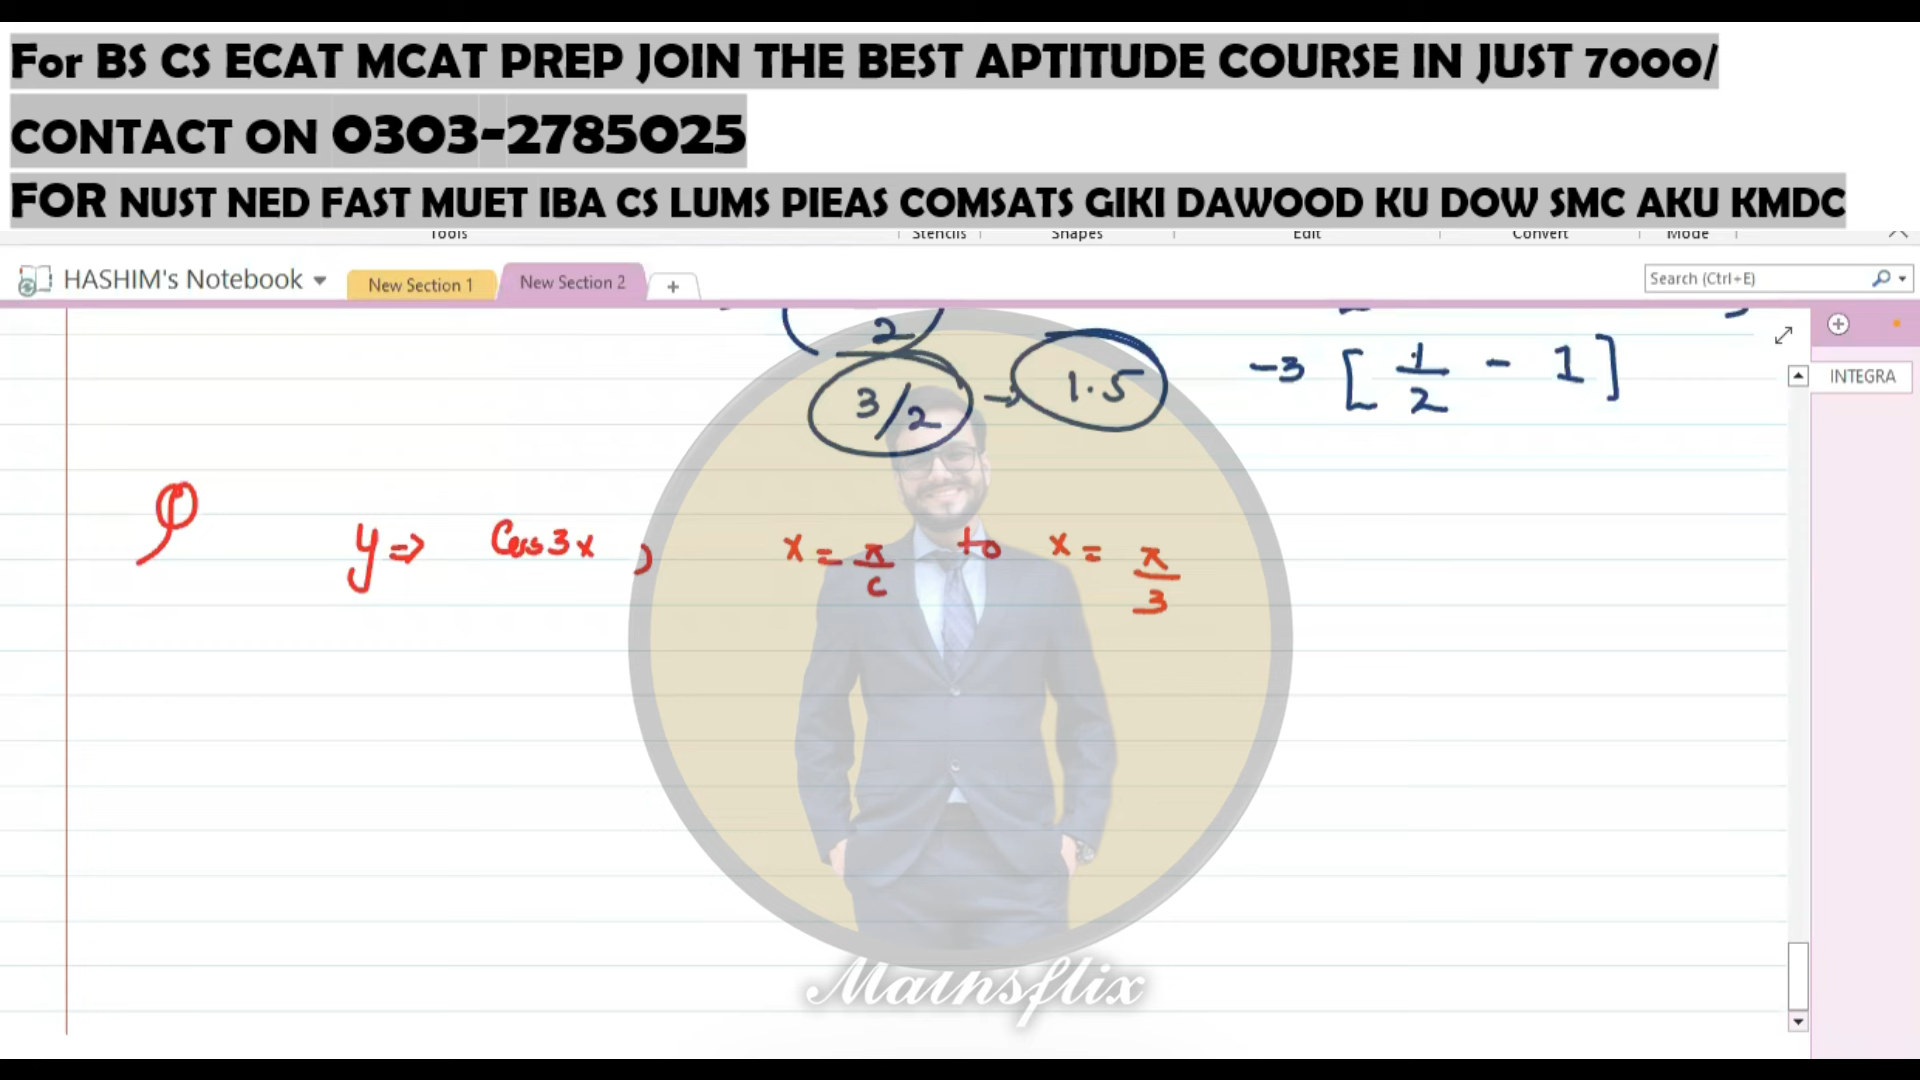 For BS CS ECAT MCAT PREP JOIN THE BEST APTITUDE COURSE IN JUST 7000/
CONTACT ON 0303-2785025
FOR NUST NED FAST MUET IBA CS LUMS PIEAS COMSATS GIKI DAWOOD KU DOW SMC AKU KMDC
Tools Stencils Shapes Edit Convert Mode
HASHIM's Notebook New Section 1 New Section 2 + Search (Ctrl+E)
INTEGRA
2
3/2 → 1.5 -3 [ 1/2 - 1 ]
Q y => Cos3x , x = π/6 to x = π/3
Mainsflix